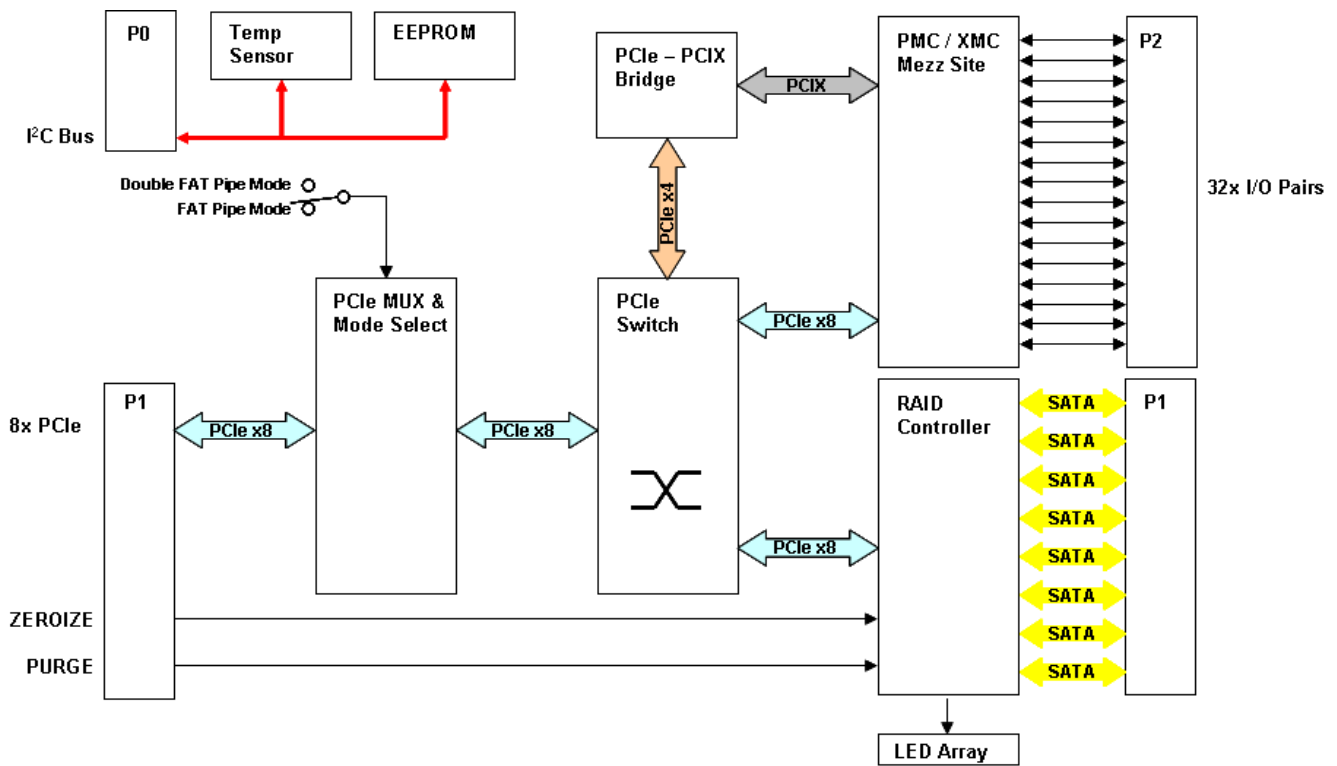 P0
Temp
Sensor
EEPROM
I²C Bus
PCIe – PCIX
Bridge
PCIX
PMC / XMC
Mezz Site
P2
32x I/O Pairs
Double FAT Pipe Mode
FAT Pipe Mode
PCIe x4
PCIe MUX &
Mode Select
PCIe
Switch
PCIe x8
P1
8x PCIe
PCIe x8
PCIe x8
PCIe x8
RAID
Controller
SATA
SATA
SATA
SATA
SATA
SATA
SATA
SATA
P1
ZEROIZE
PURGE
LED Array